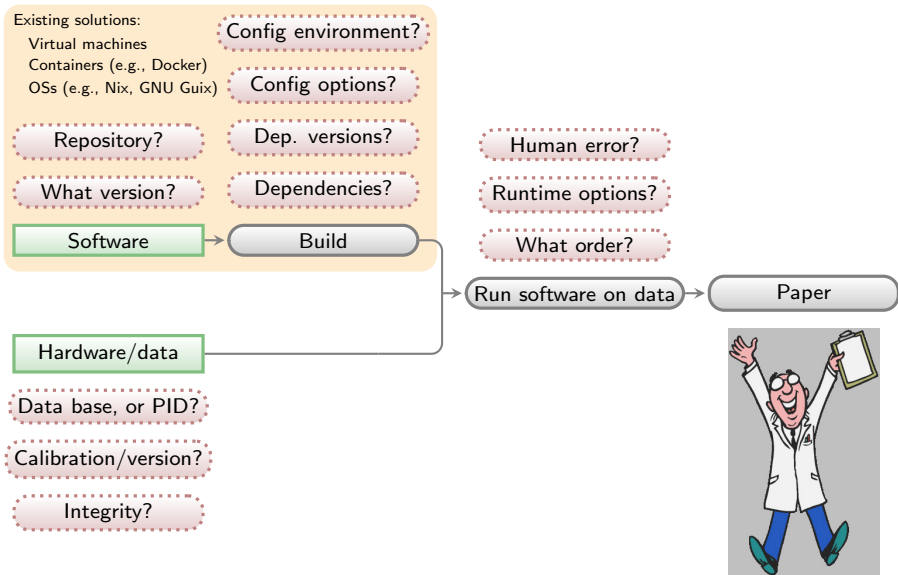 Existing solutions:
Virtual machines
Containers (e.g., Docker)
OSs (e.g., Nix, GNU Guix)
Config environment?
Config options?
Repository?
Dep. versions?
What version?
Dependencies?
Software
Build
Human error?
Runtime options?
What order?
Run software on data
Paper
Hardware/data
Data base, or PID?
Calibration/version?
Integrity?